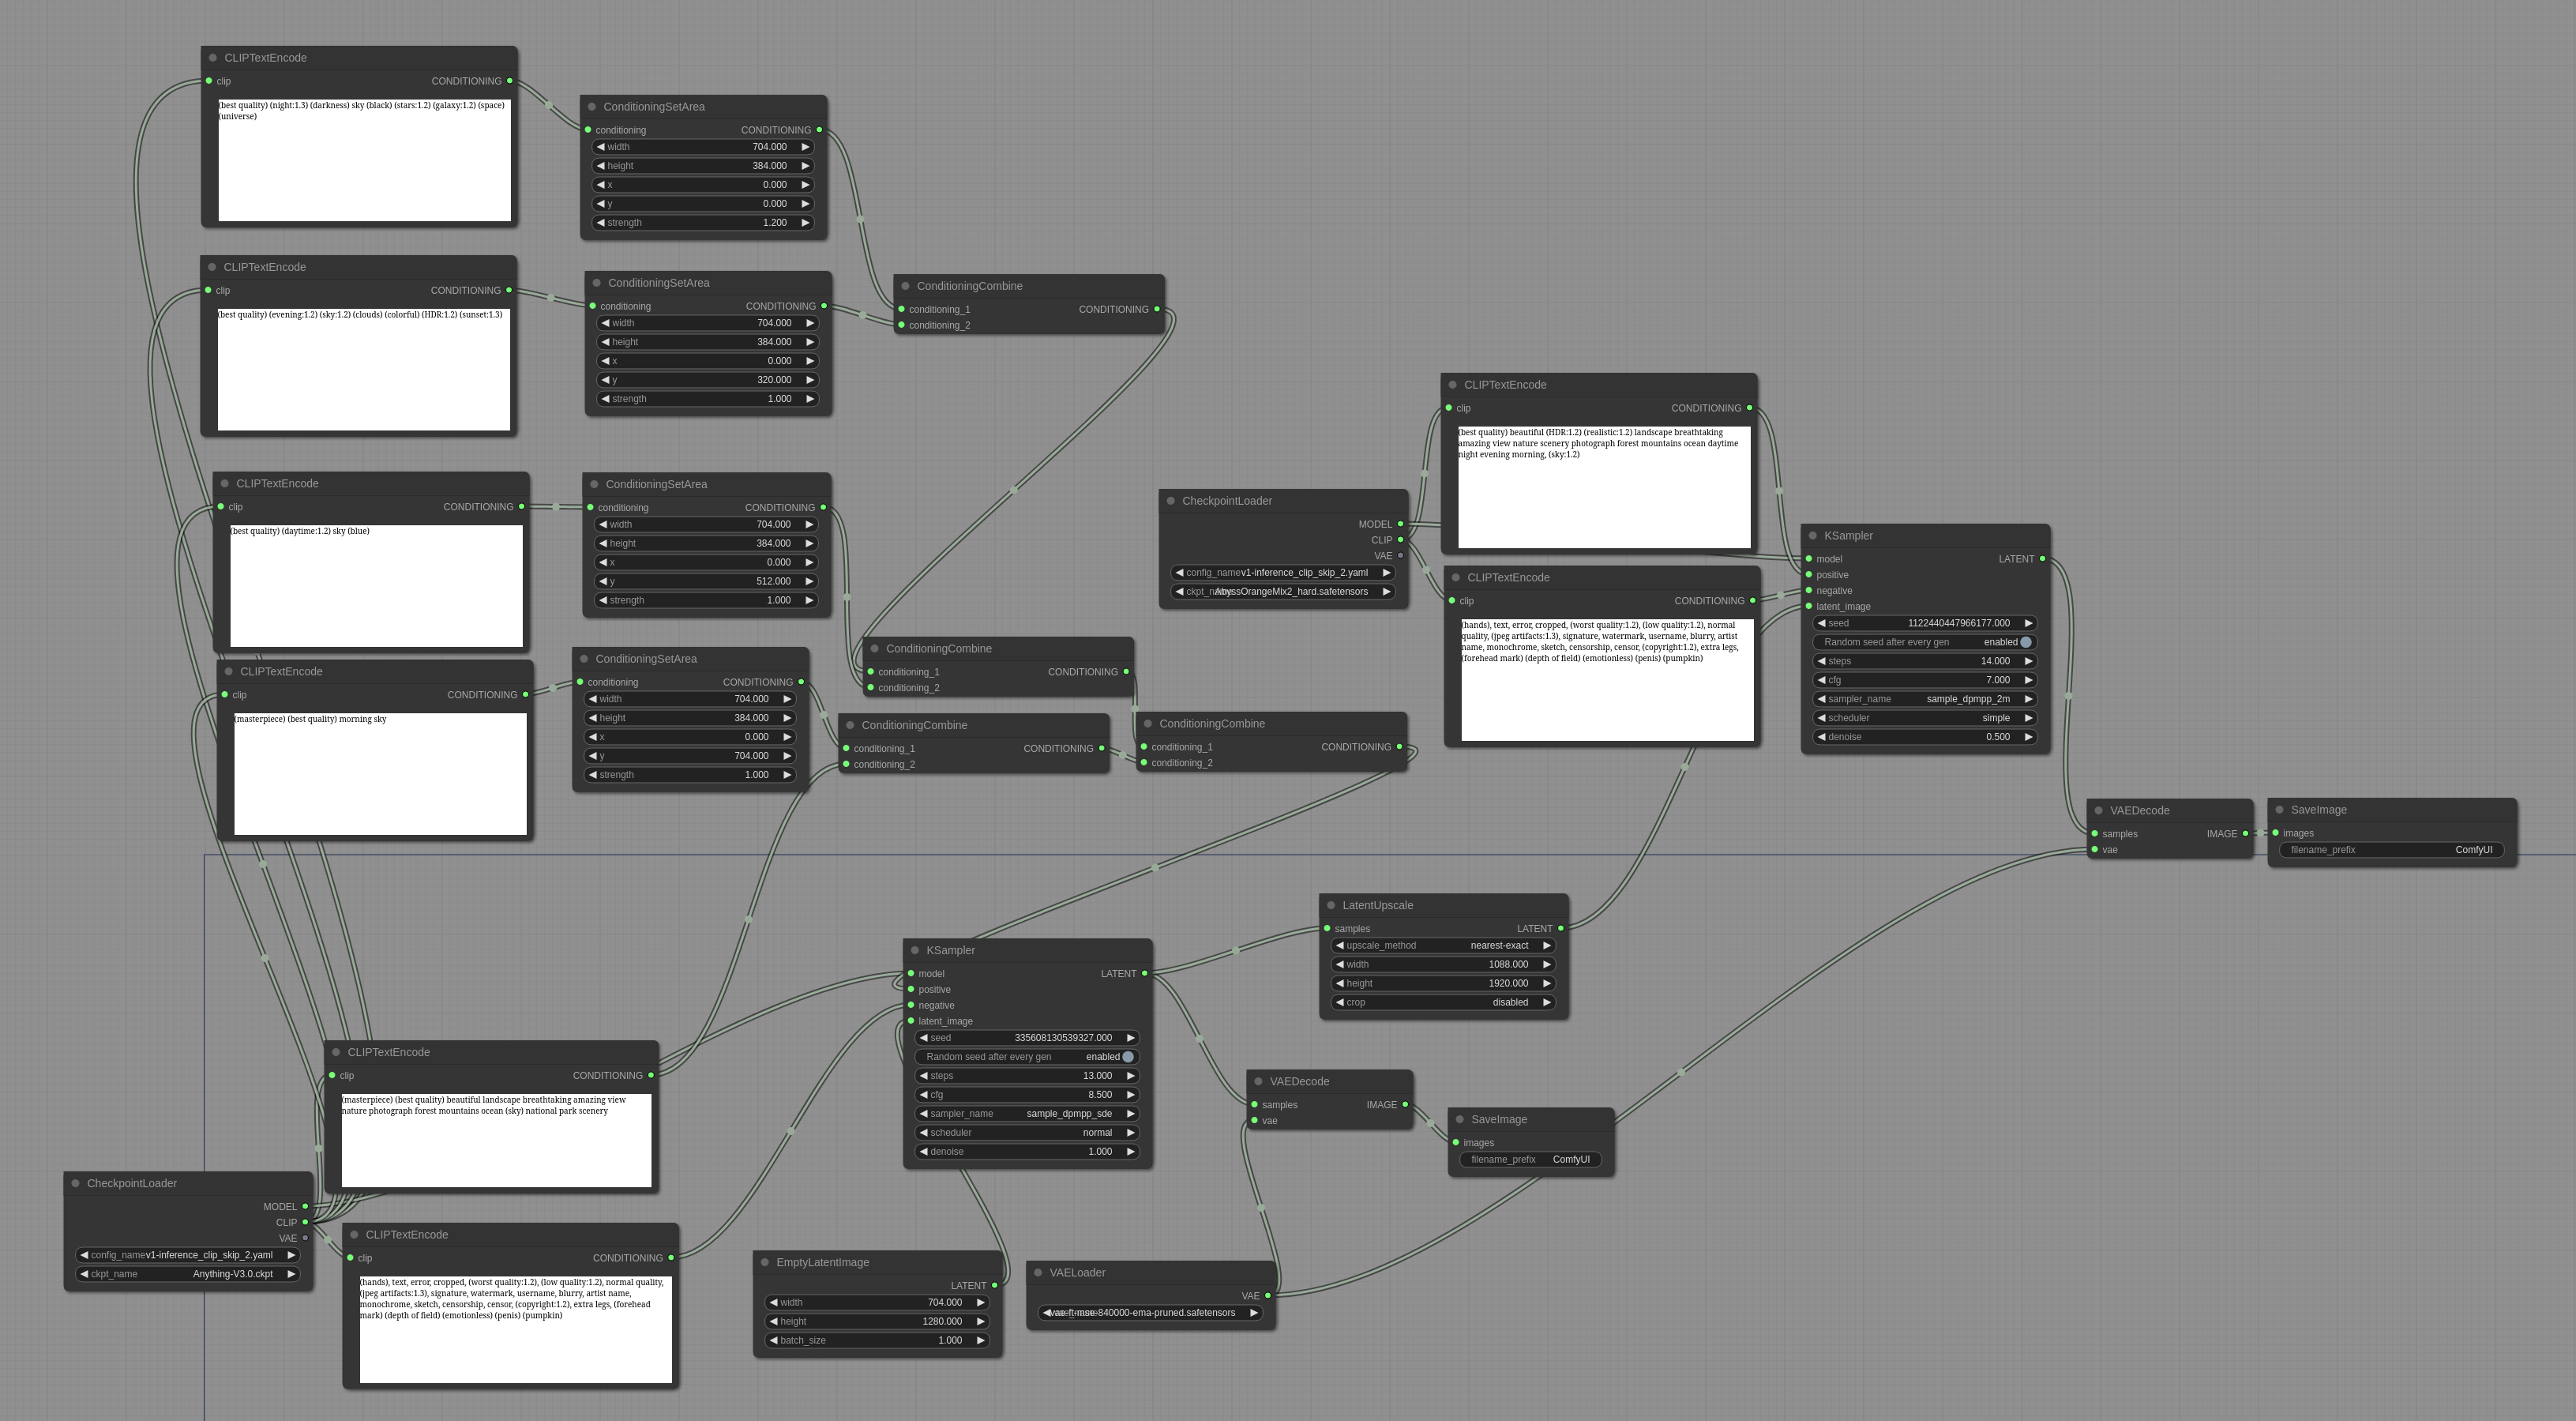 CLIPTextEncode
clip CONDITIONING
(best quality) (night:1.3) (darkness) sky (black) (stars:1.2) (galaxy:1.2) (space)
(universe)
ConditioningSetArea
conditioning CONDITIONING
width 704.000
height 384.000
x 0.000
y 0.000
strength 1.200
CLIPTextEncode
clip CONDITIONING
(best quality) (evening:1.2) (sky:1.2) (clouds) (colorful) (HDR:1.2) (sunset:1.3)
ConditioningSetArea
conditioning CONDITIONING
width 704.000
height 384.000
x 0.000
y 320.000
strength 1.000
ConditioningCombine
conditioning_1 CONDITIONING
conditioning_2
CLIPTextEncode
clip CONDITIONING
(best quality) (daytime:1.2) sky (blue)
ConditioningSetArea
conditioning CONDITIONING
width 704.000
height 384.000
x 0.000
y 512.000
strength 1.000
CLIPTextEncode
clip CONDITIONING
(masterpiece) (best quality) morning sky
ConditioningSetArea
conditioning CONDITIONING
width 704.000
height 384.000
x 0.000
y 704.000
strength 1.000
ConditioningCombine
conditioning_1 CONDITIONING
conditioning_2
ConditioningCombine
conditioning_1 CONDITIONING
conditioning_2
ConditioningCombine
conditioning_1 CONDITIONING
conditioning_2
CheckpointLoader
MODEL
CLIP
VAE
config_name v1-inference_clip_skip_2.yaml
AbyssOrangeMix2_hard.safetensors
CLIPTextEncode
clip CONDITIONING
(best quality) beautiful (HDR:1.2) (realistic:1.2) landscape breathtaking
amazing view nature scenery photograph forest mountains ocean daytime
night evening morning, (sky:1.2)
CLIPTextEncode
clip CONDITIONING
(hands), text, error, cropped, (worst quality:1.2), (low quality:1.2), normal
quality, (jpeg artifacts:1.3), signature, watermark, username, blurry, artist
name, monochrome, sketch, censorship, censor, (copyright:1.2), extra legs,
(forehead mark) (depth of field) (emotionless) (penis) (pumpkin)
KSampler
model LATENT
positive
negative
latent_image
seed 1122440447966177.000
Random seed after every gen enabled
steps 14.000
cfg 7.000
sampler_name sample_dpmpp_2m
scheduler simple
denoise 0.500
VAEDecode
samples IMAGE
vae
SaveImage
images
filename_prefix ComfyUI
LatentUpscale
samples LATENT
upscale_method nearest-exact
width 1088.000
height 1920.000
crop disabled
KSampler
model LATENT
positive
negative
latent_image
seed 335608130539327.000
Random seed after every gen enabled
steps 13.000
cfg 8.500
sampler_name sample_dpmpp_sde
scheduler normal
denoise 1.000
VAEDecode
samples IMAGE
vae
SaveImage
images
filename_prefix ComfyUI
CLIPTextEncode
clip CONDITIONING
(masterpiece) (best quality) beautiful landscape breathtaking amazing view
nature photograph forest mountains ocean (sky) national park scenery
CheckpointLoader
MODEL
CLIP
VAE
config_name v1-inference_clip_skip_2.yaml
ckpt_name Anything-V3.0.ckpt
CLIPTextEncode
clip CONDITIONING
(hands), text, error, cropped, (worst quality:1.2), (low quality:1.2), normal quality,
(jpeg artifacts:1.3), signature, watermark, username, blurry, artist name,
monochrome, sketch, censorship, censor, (copyright:1.2), extra legs, (forehead
mark) (depth of field) (emotionless) (penis) (pumpkin)
EmptyLatentImage
LATENT
width 704.000
height 1280.000
batch_size 1.000
VAELoader
VAE
vae-ft-mse-840000-ema-pruned.safetensors